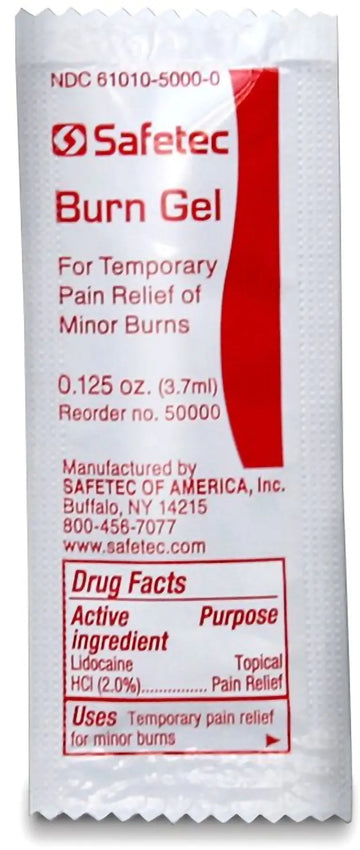 NDC 61010-5000-0
Safetec
Burn Gel
For Temporary
Pain Relief of
Minor Burns
0.125 oz. (3.7ml)
Reorder no. 50000
Manufactured by
SAFETEC OF AMERICA, Inc.
Buffalo, NY 14215
800-456-7077
www.safetec.com
Drug Facts
Active Purpose
ingredient
Lidocaine Topical
HCl (2.0%)............... Pain Relief
Uses Temporary pain relief
for minor burns